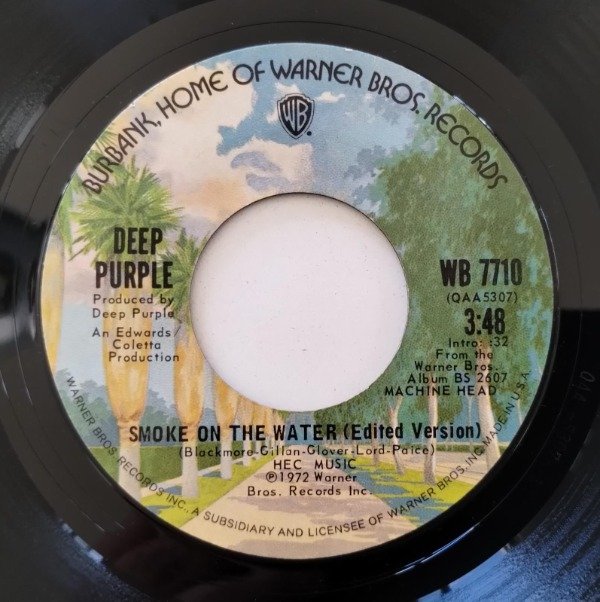 BURBANK, HOME OF WARNER BROS. RECORDS
WB
DEEP
PURPLE
Produced by
Deep Purple
An Edwards
Coletta
Production
WB 7710
(QAA5307)
3:48
Intro: :32
From the
Warner Bros.
Album BS 2607
MACHINE HEAD
SMOKE ON THE WATER (Edited Version)
(Blackmore-Gillan-Glover-Lord-Paice)
HEC MUSIC
℗1972 Warner
Bros. Records Inc.
WARNER BROS. RECORDS INC., A SUBSIDIARY AND LICENSEE OF WARNER BROS. INC. MADE IN U.S.A.